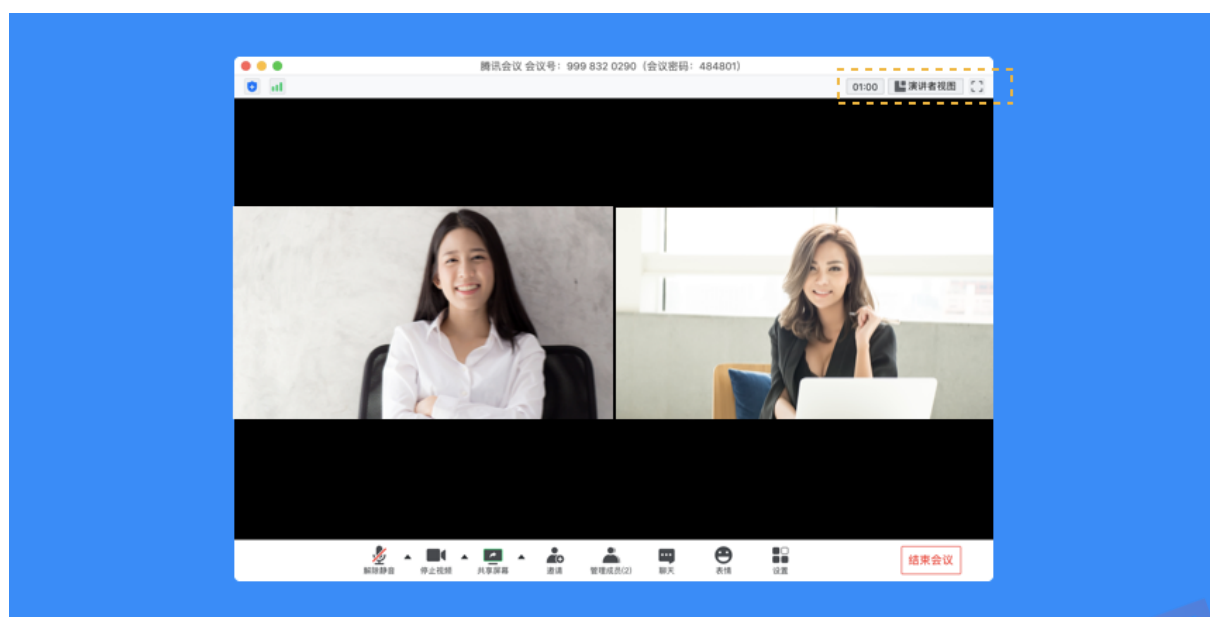 腾讯会议 会议号：999 832 0290（会议密码：484801）
01:00 演讲者视图
解除静音 停止视频 共享屏幕 邀请 管理成员(2) 聊天 表情 设置 结束会议